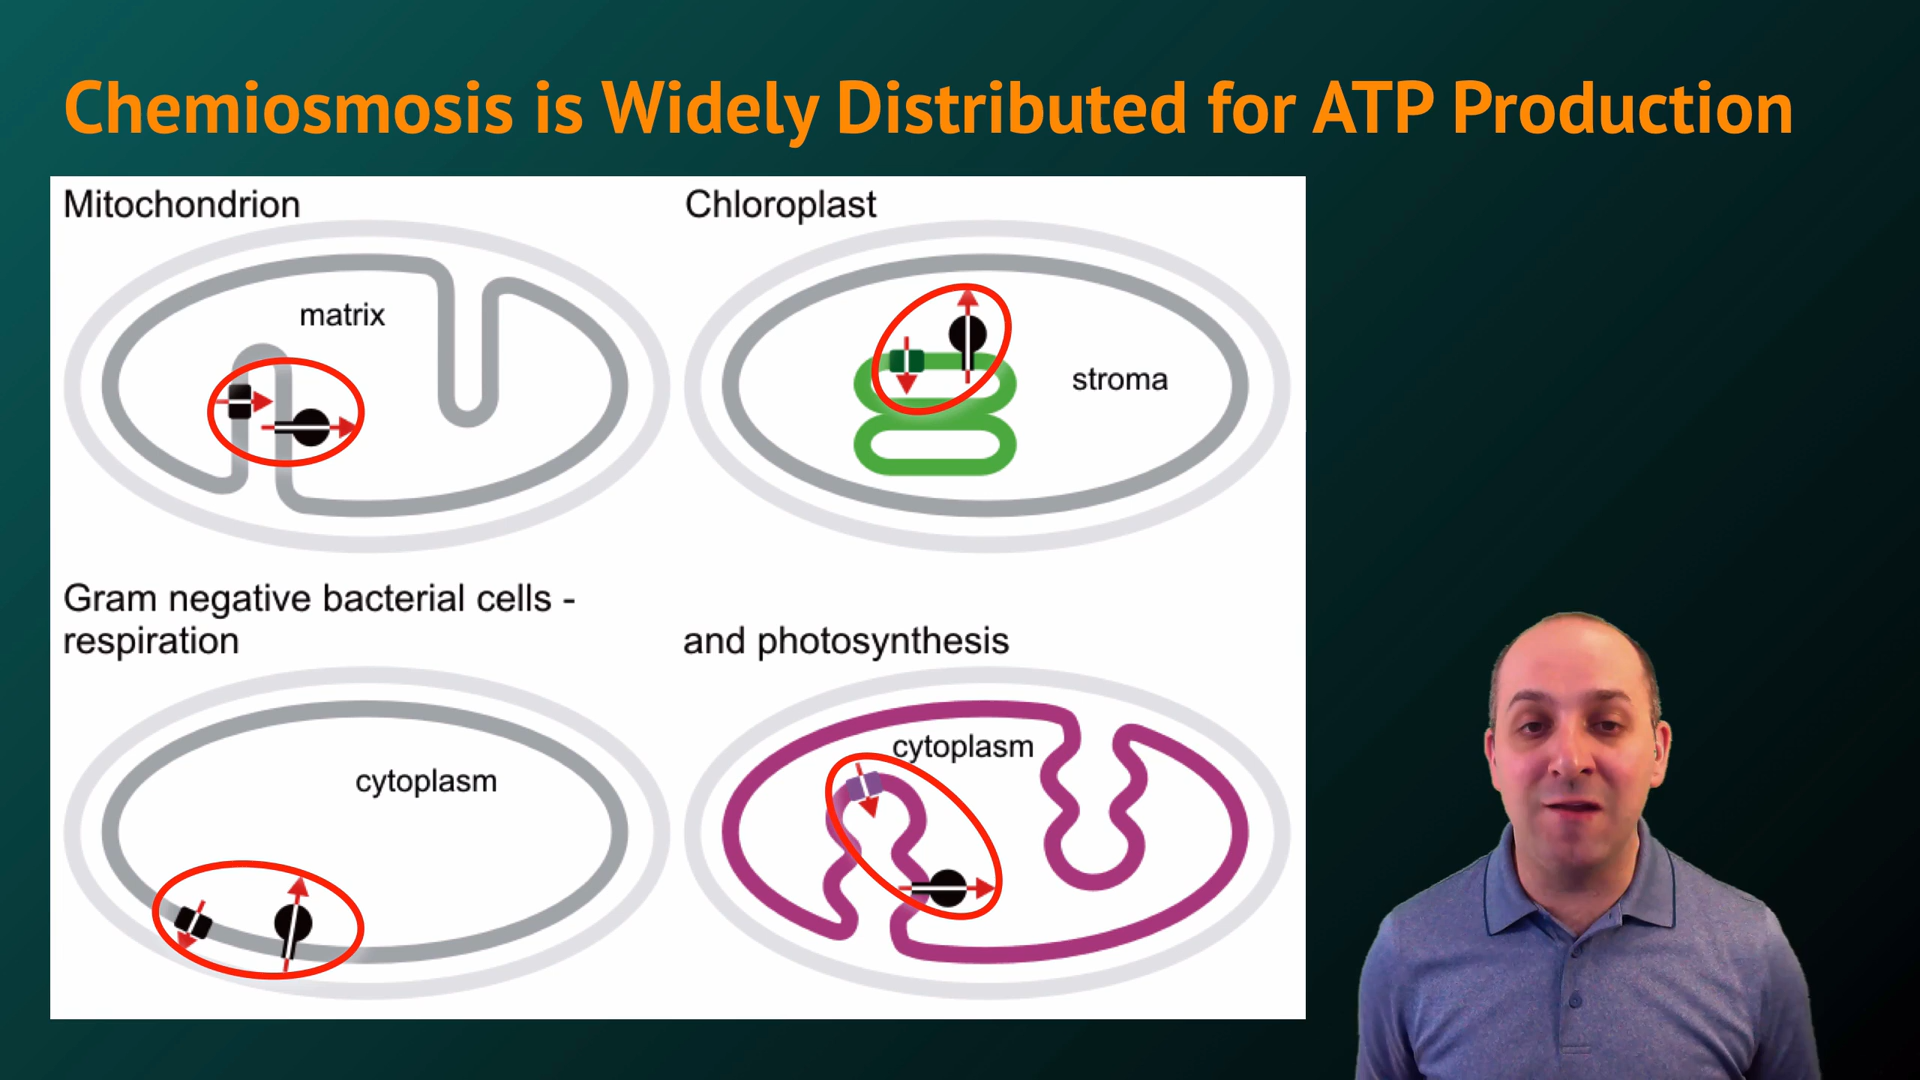 Chemiosmosis is Widely Distributed for ATP Production
Mitochondrion
matrix
Chloroplast
stroma
Gram negative bacterial cells -
respiration
cytoplasm
and photosynthesis
cytoplasm